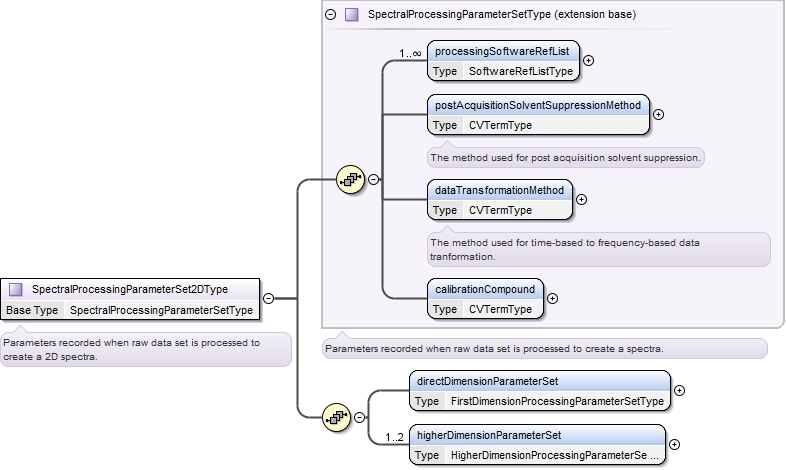 SpectralProcessingParameterSetType (extension base)
1..∞
processingSoftwareRefList
Type SoftwareRefListType
postAcquisitionSolventSuppressionMethod
Type CVTermType
The method used for post acquisition solvent suppression.
dataTransformationMethod
Type CVTermType
The method used for time-based to frequency-based data
tranformation.
calibrationCompound
Type CVTermType
SpectralProcessingParameterSet2DType
Base Type SpectralProcessingParameterSetType
Parameters recorded when raw data set is processed to
create a 2D spectra.
Parameters recorded when raw data set is processed to create a spectra.
directDimensionParameterSet
Type FirstDimensionProcessingParameterSetType
1..2
higherDimensionParameterSet
Type HigherDimensionProcessingParameterSe ...